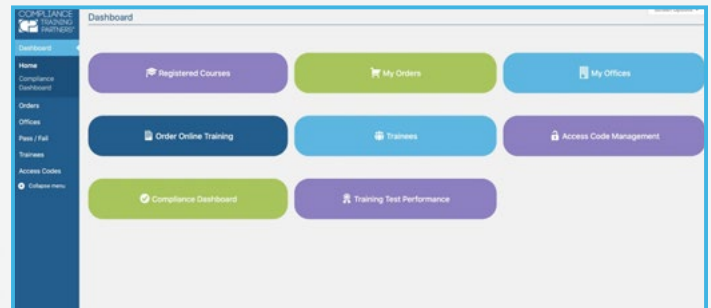 COMPLIANCE
TRAINING
PARTNERS
Dashboard
Dashboard
Home
Compliance
Dashboard
Orders
Offices
Pass / Fail
Trainees
Access Codes
Collapse menu
Registered Courses
My Orders
My Offices
Order Online Training
Trainees
Access Code Management
Compliance Dashboard
Training Test Performance